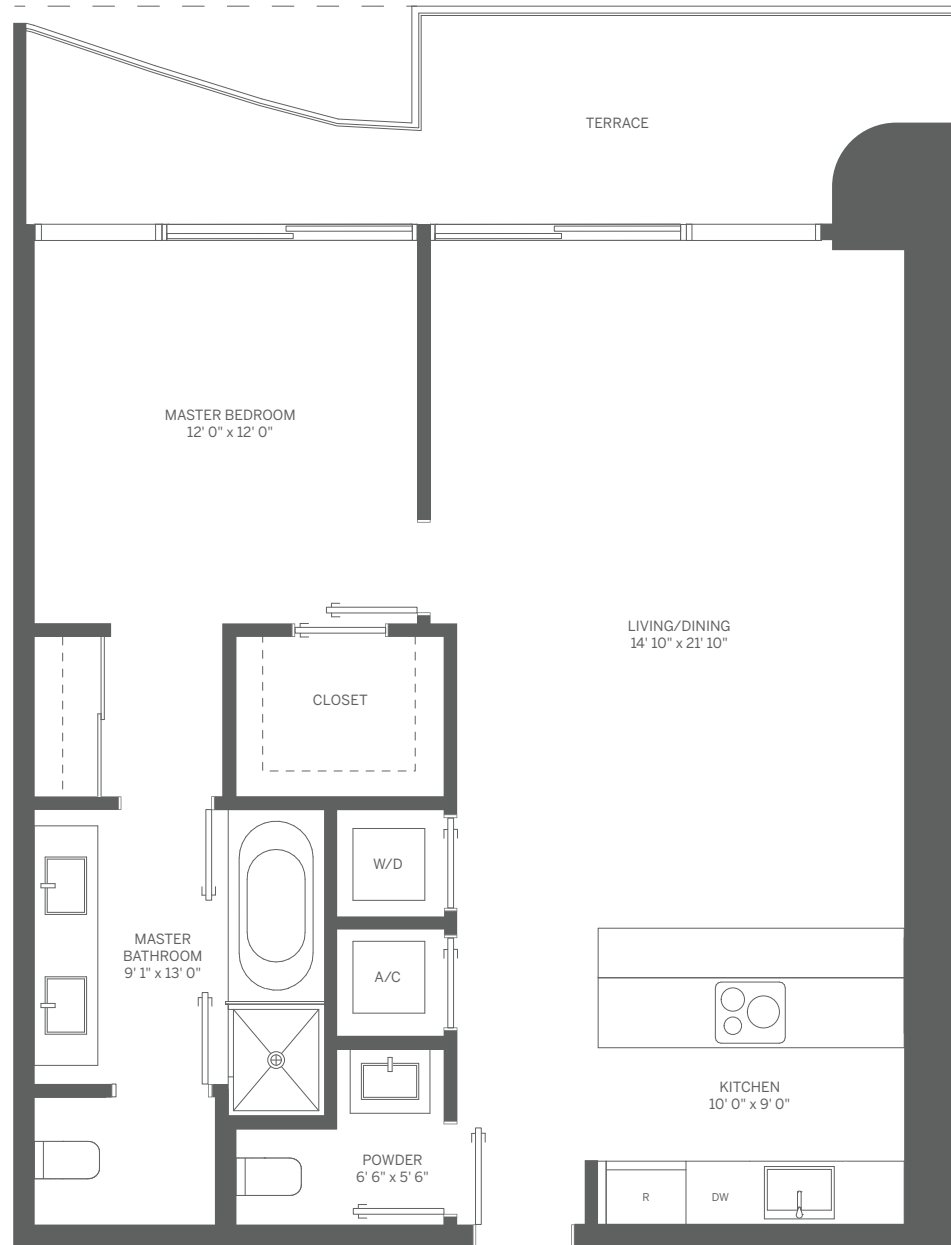 TERRACE
MASTER BEDROOM
12' 0" x 12' 0"
LIVING/DINING
14' 10" x 21' 10"
CLOSET
W/D
MASTER
BATHROOM
9' 1" x 13' 0"
A/C
KITCHEN
10' 0" x 9' 0"
POWDER
6' 6" x 5' 6"
R
DW